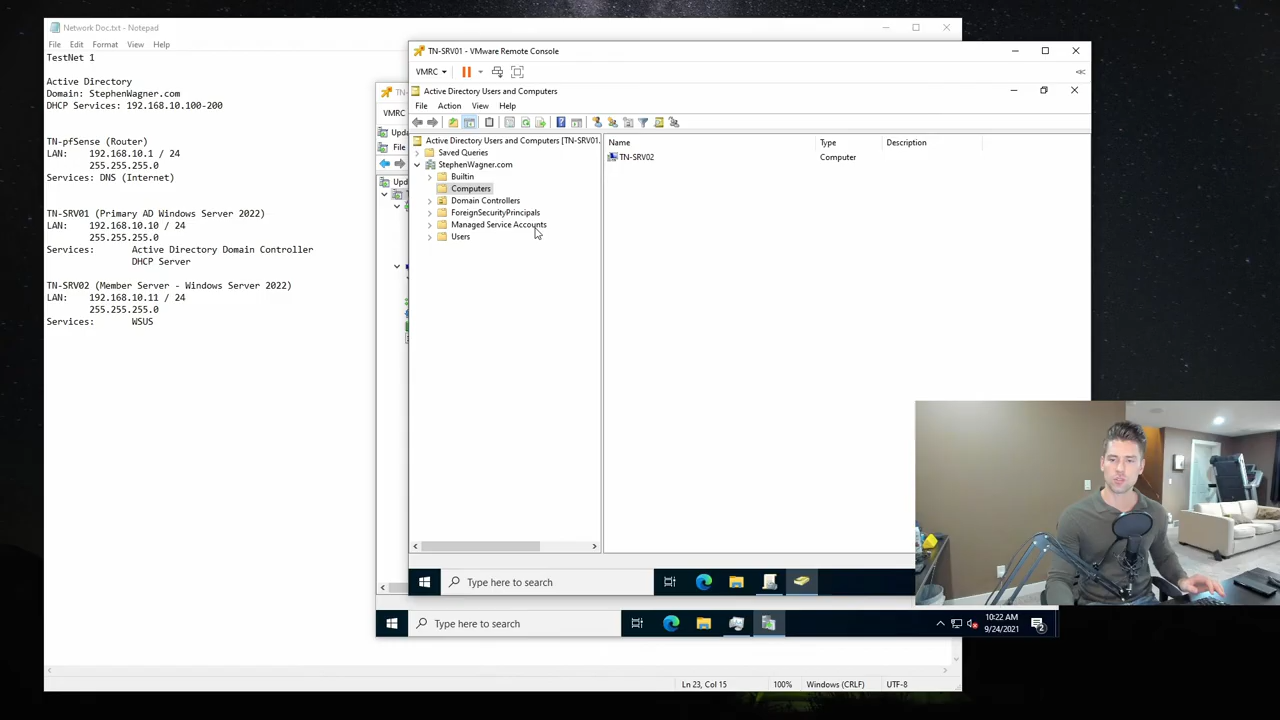 Network Doc.txt - Notepad
File Edit Format View Help
TestNet 1
Active Directory
Domain: StephenWagner.com
DHCP Services: 192.168.10.100-200
TN-pfSense (Router)
LAN: 192.168.10.1 / 24
255.255.255.0
Services: DNS (Internet)
TN-SRV01 (Primary AD Windows Server 2022)
LAN: 192.168.10.10 / 24
255.255.255.0
Services: Active Directory Domain Controller
DHCP Server
TN-SRV02 (Member Server - Windows Server 2022)
LAN: 192.168.10.11 / 24
255.255.255.0
Services: WSUS
Ln 23, Col 15 100% Windows (CRLF) UTF-8
TN-
VMRC
Upda
File
Upd
TN-SRV01 - VMware Remote Console
VMRC
Active Directory Users and Computers
File Action View Help
Active Directory Users and Computers [TN-SRV01.
Saved Queries
StephenWagner.com
Builtin
Computers
Domain Controllers
ForeignSecurityPrincipals
Managed Service Accounts
Users
Name Type Description
TN-SRV02 Computer
Type here to search
Type here to search
10:22 AM
9/24/2021
2